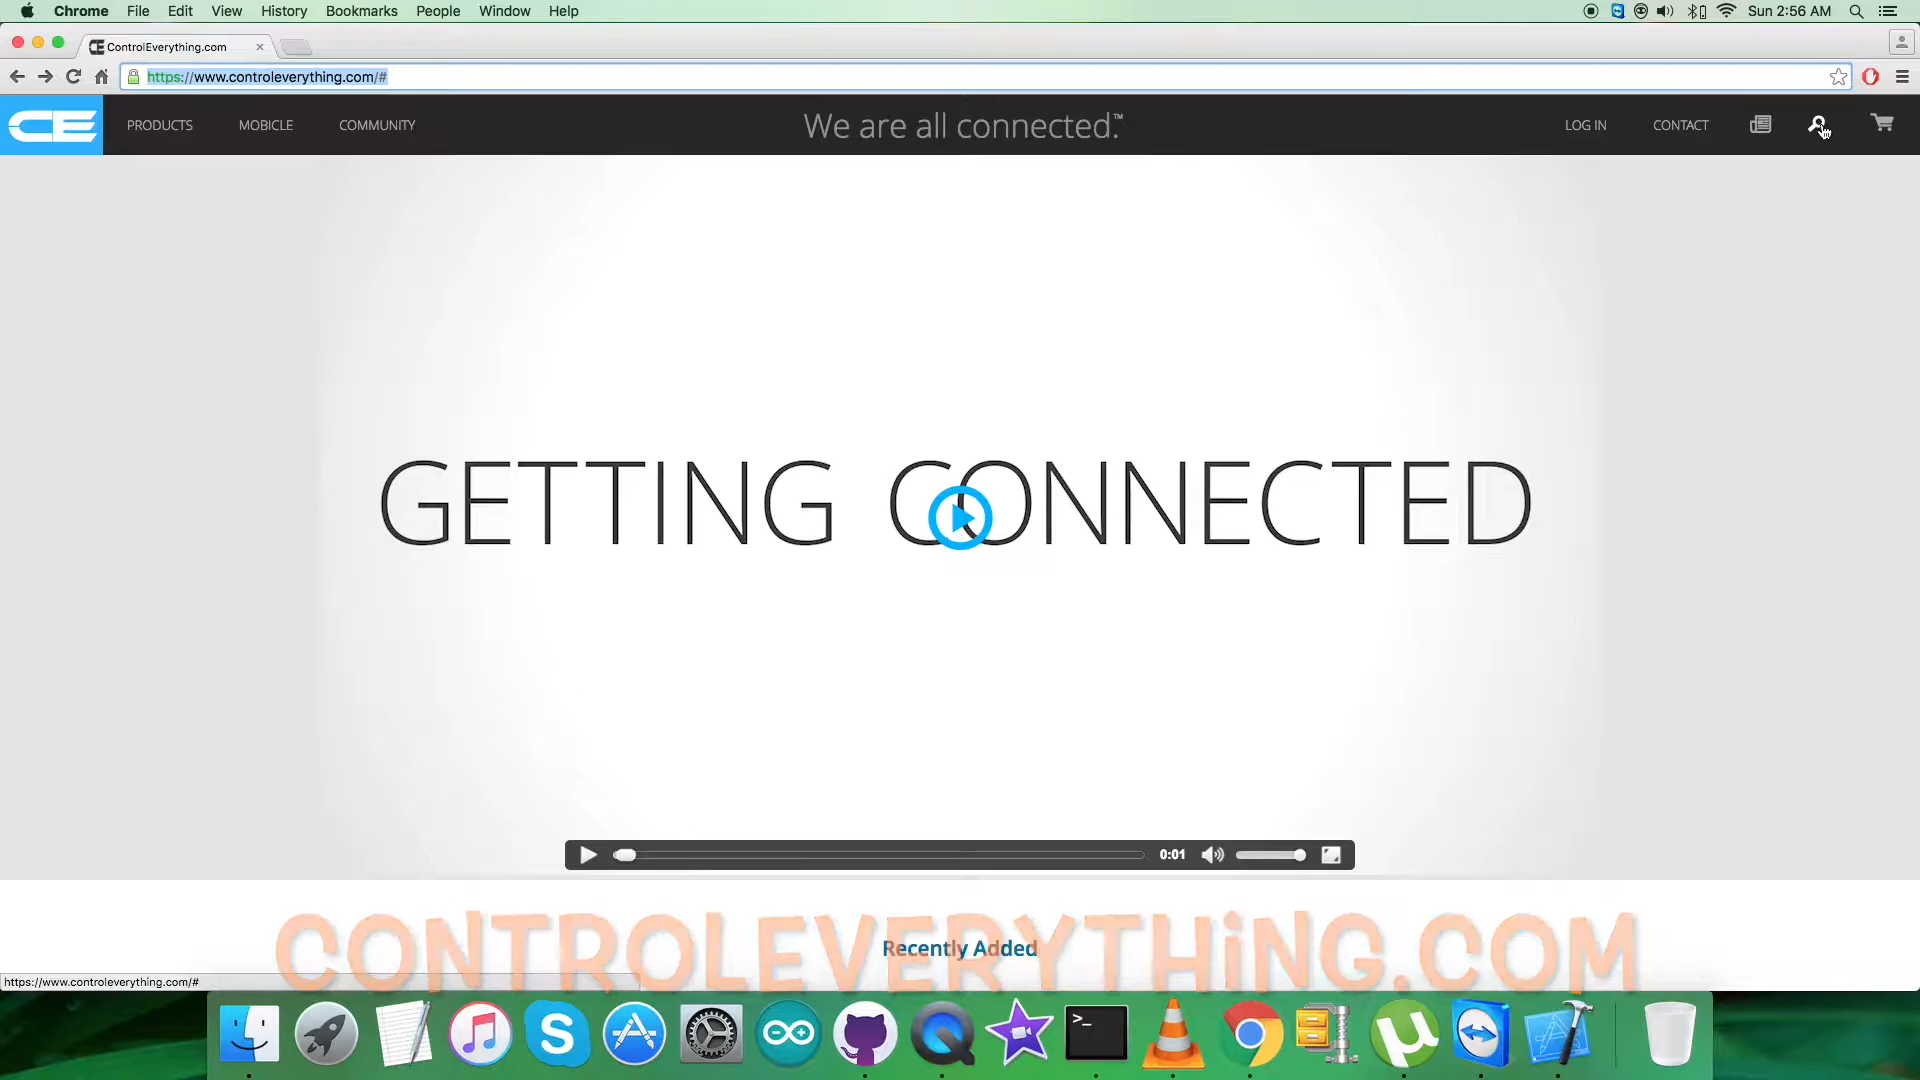 Chrome File Edit View History Bookmarks People Window Help Sun 2:56 AM
ControlEverything.com
https://www.controleverything.com/#
CE PRODUCTS MOBICLE COMMUNITY We are all connected.™ LOG IN CONTACT
GETTING CONNECTED
0:01
Recently Added
CONTROLEVERYTHiNG.COM
https://www.controleverything.com/#